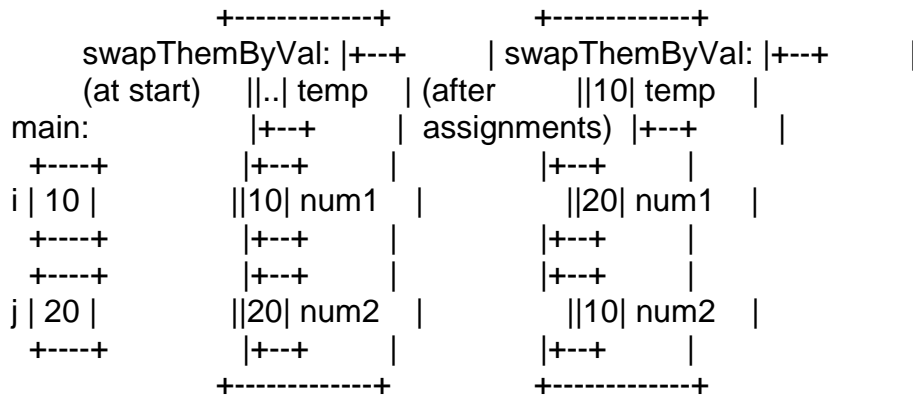 +-------------+ +-------------+
swapThemByVal: |+--+ | swapThemByVal: |+--+ |
(at start) ||..| temp | (after ||10| temp |
main: |+--+ | assignments) |+--+ |
+----+ |+--+ | |+--+ |
i | 10 | ||10| num1 | ||20| num1 |
+----+ |+--+ | |+--+ |
+----+ |+--+ | |+--+ |
j | 20 | ||20| num2 | ||10| num2 |
+----+ |+--+ | |+--+ |
+-------------+ +-------------+